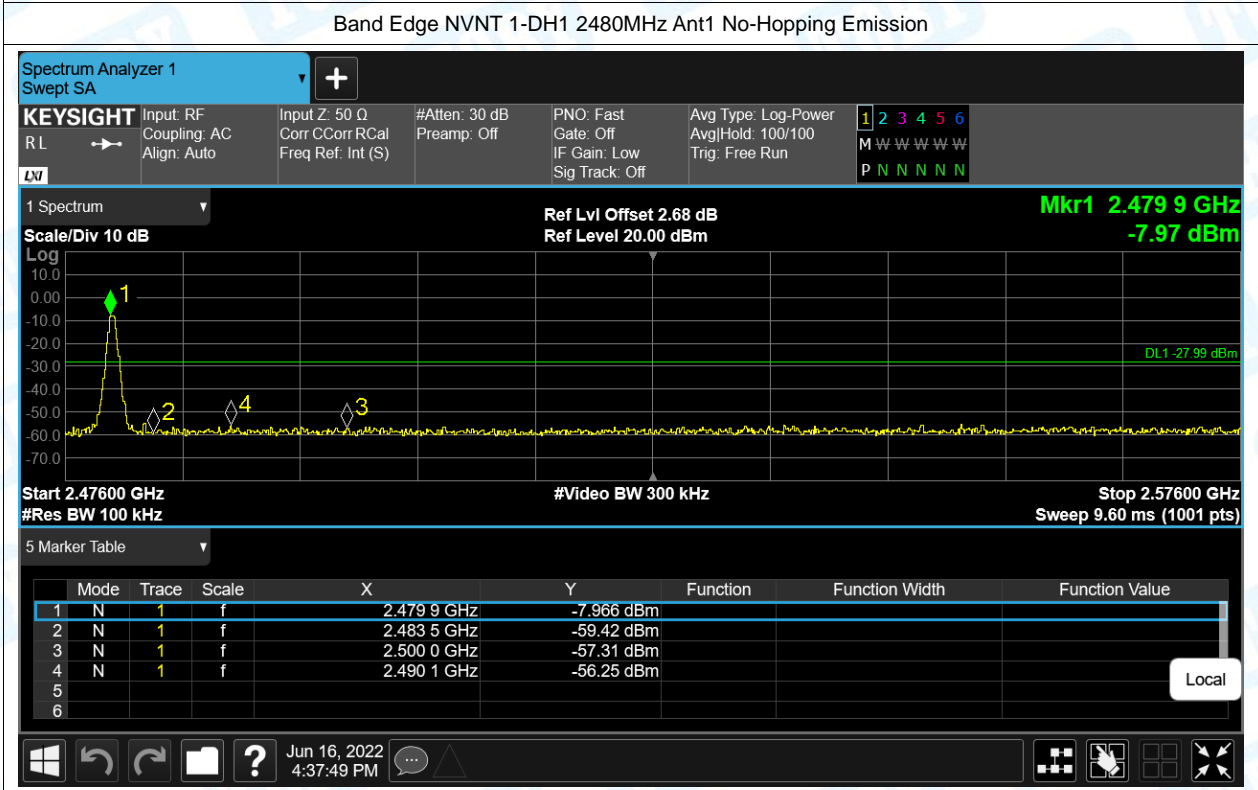 Band Edge NVNT 1-DH1 2480MHz Ant1 No-Hopping Emission
Spectrum Analyzer 1
Swept SA
KEYSIGHT Input: RF Input Z: 50 Ω #Atten: 30 dB PNO: Fast Avg Type: Log-Power 1 2 3 4 5 6
RL Coupling: AC Corr CCorr RCal Preamp: Off Gate: Off Avg|Hold: 100/100 M W W W W W
Align: Auto Freq Ref: Int (S) IF Gain: Low Trig: Free Run
LXI Sig Track: Off P N N N N N
1 Spectrum Ref Lvl Offset 2.68 dB Mkr1 2.479 9 GHz
Scale/Div 10 dB Ref Level 20.00 dBm -7.97 dBm
Log
10.0
0.00 1
-10.0
-20.0
DL1 -27.99 dBm
-30.0
-40.0
-50.0 2 4 3
-60.0
-70.0
Start 2.47600 GHz #Video BW 300 kHz Stop 2.57600 GHz
#Res BW 100 kHz Sweep 9.60 ms (1001 pts)
5 Marker Table
Mode Trace Scale X Y Function Function Width Function Value
1 N 1 f 2.479 9 GHz -7.966 dBm
2 N 1 f 2.483 5 GHz -59.42 dBm
3 N 1 f 2.500 0 GHz -57.31 dBm
4 N 1 f 2.490 1 GHz -56.25 dBm
Local
5
6
? Jun 16, 2022
4:37:49 PM